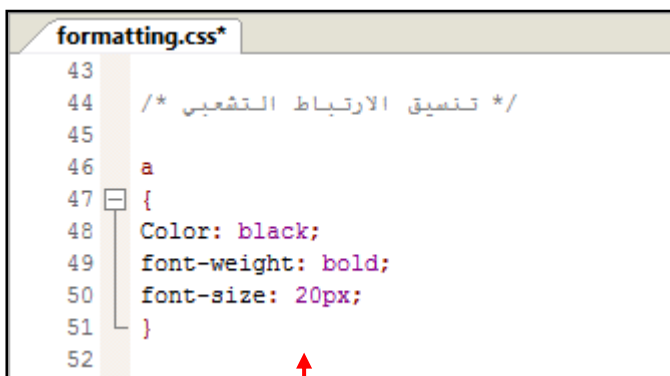 formatting.css*
43
44 /* تنسيق الارتباط التشعبي */
45
46 a
47 {
48 Color: black;
49 font-weight: bold;
50 font-size: 20px;
51 }
52